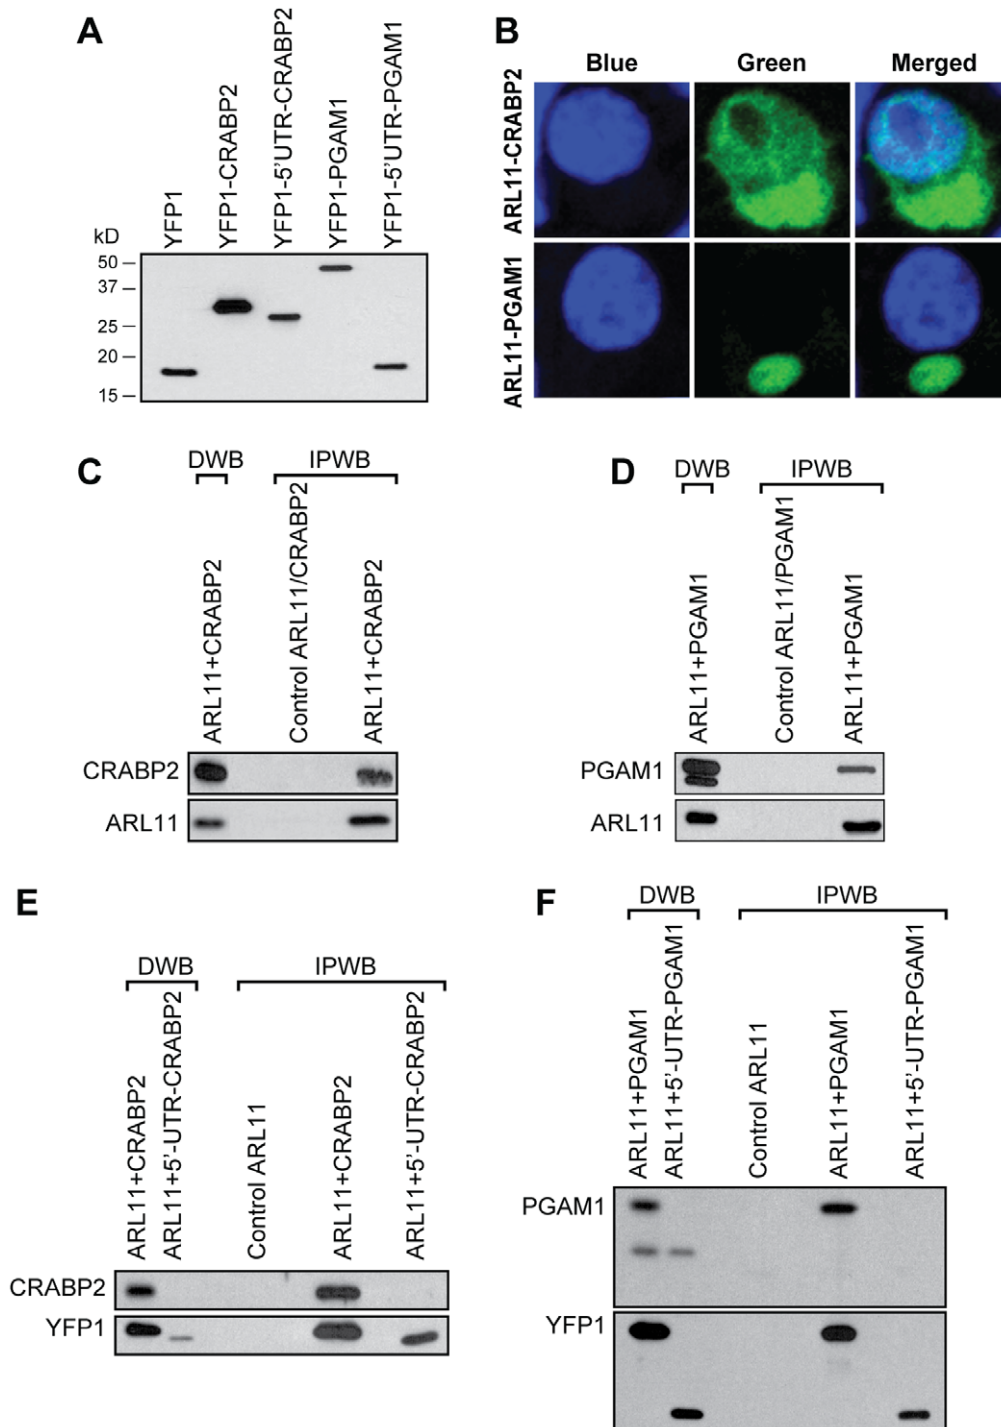 A
YFP1
YFP1-CRABP2
YFP1-5'UTR-CRABP2
YFP1-PGAM1
YFP1-5'UTR-PGAM1
kD
50
37
25
20
15
B
Blue
Green
Merged
ARL11-CRABP2
ARL11-PGAM1
C
DWB
IPWB
ARL11+CRABP2
Control ARL11/CRABP2
ARL11+CRABP2
CRABP2
ARL11
D
DWB
IPWB
ARL11+PGAM1
Control ARL11/PGAM1
ARL11+PGAM1
PGAM1
ARL11
E
DWB
IPWB
ARL11+CRABP2
ARL11+5'-UTR-CRABP2
Control ARL11
ARL11+CRABP2
ARL11+5'-UTR-CRABP2
CRABP2
YFP1
F
DWB
IPWB
ARL11+PGAM1
ARL11+5'-UTR-PGAM1
Control ARL11
ARL11+PGAM1
ARL11+5'-UTR-PGAM1
PGAM1
YFP1